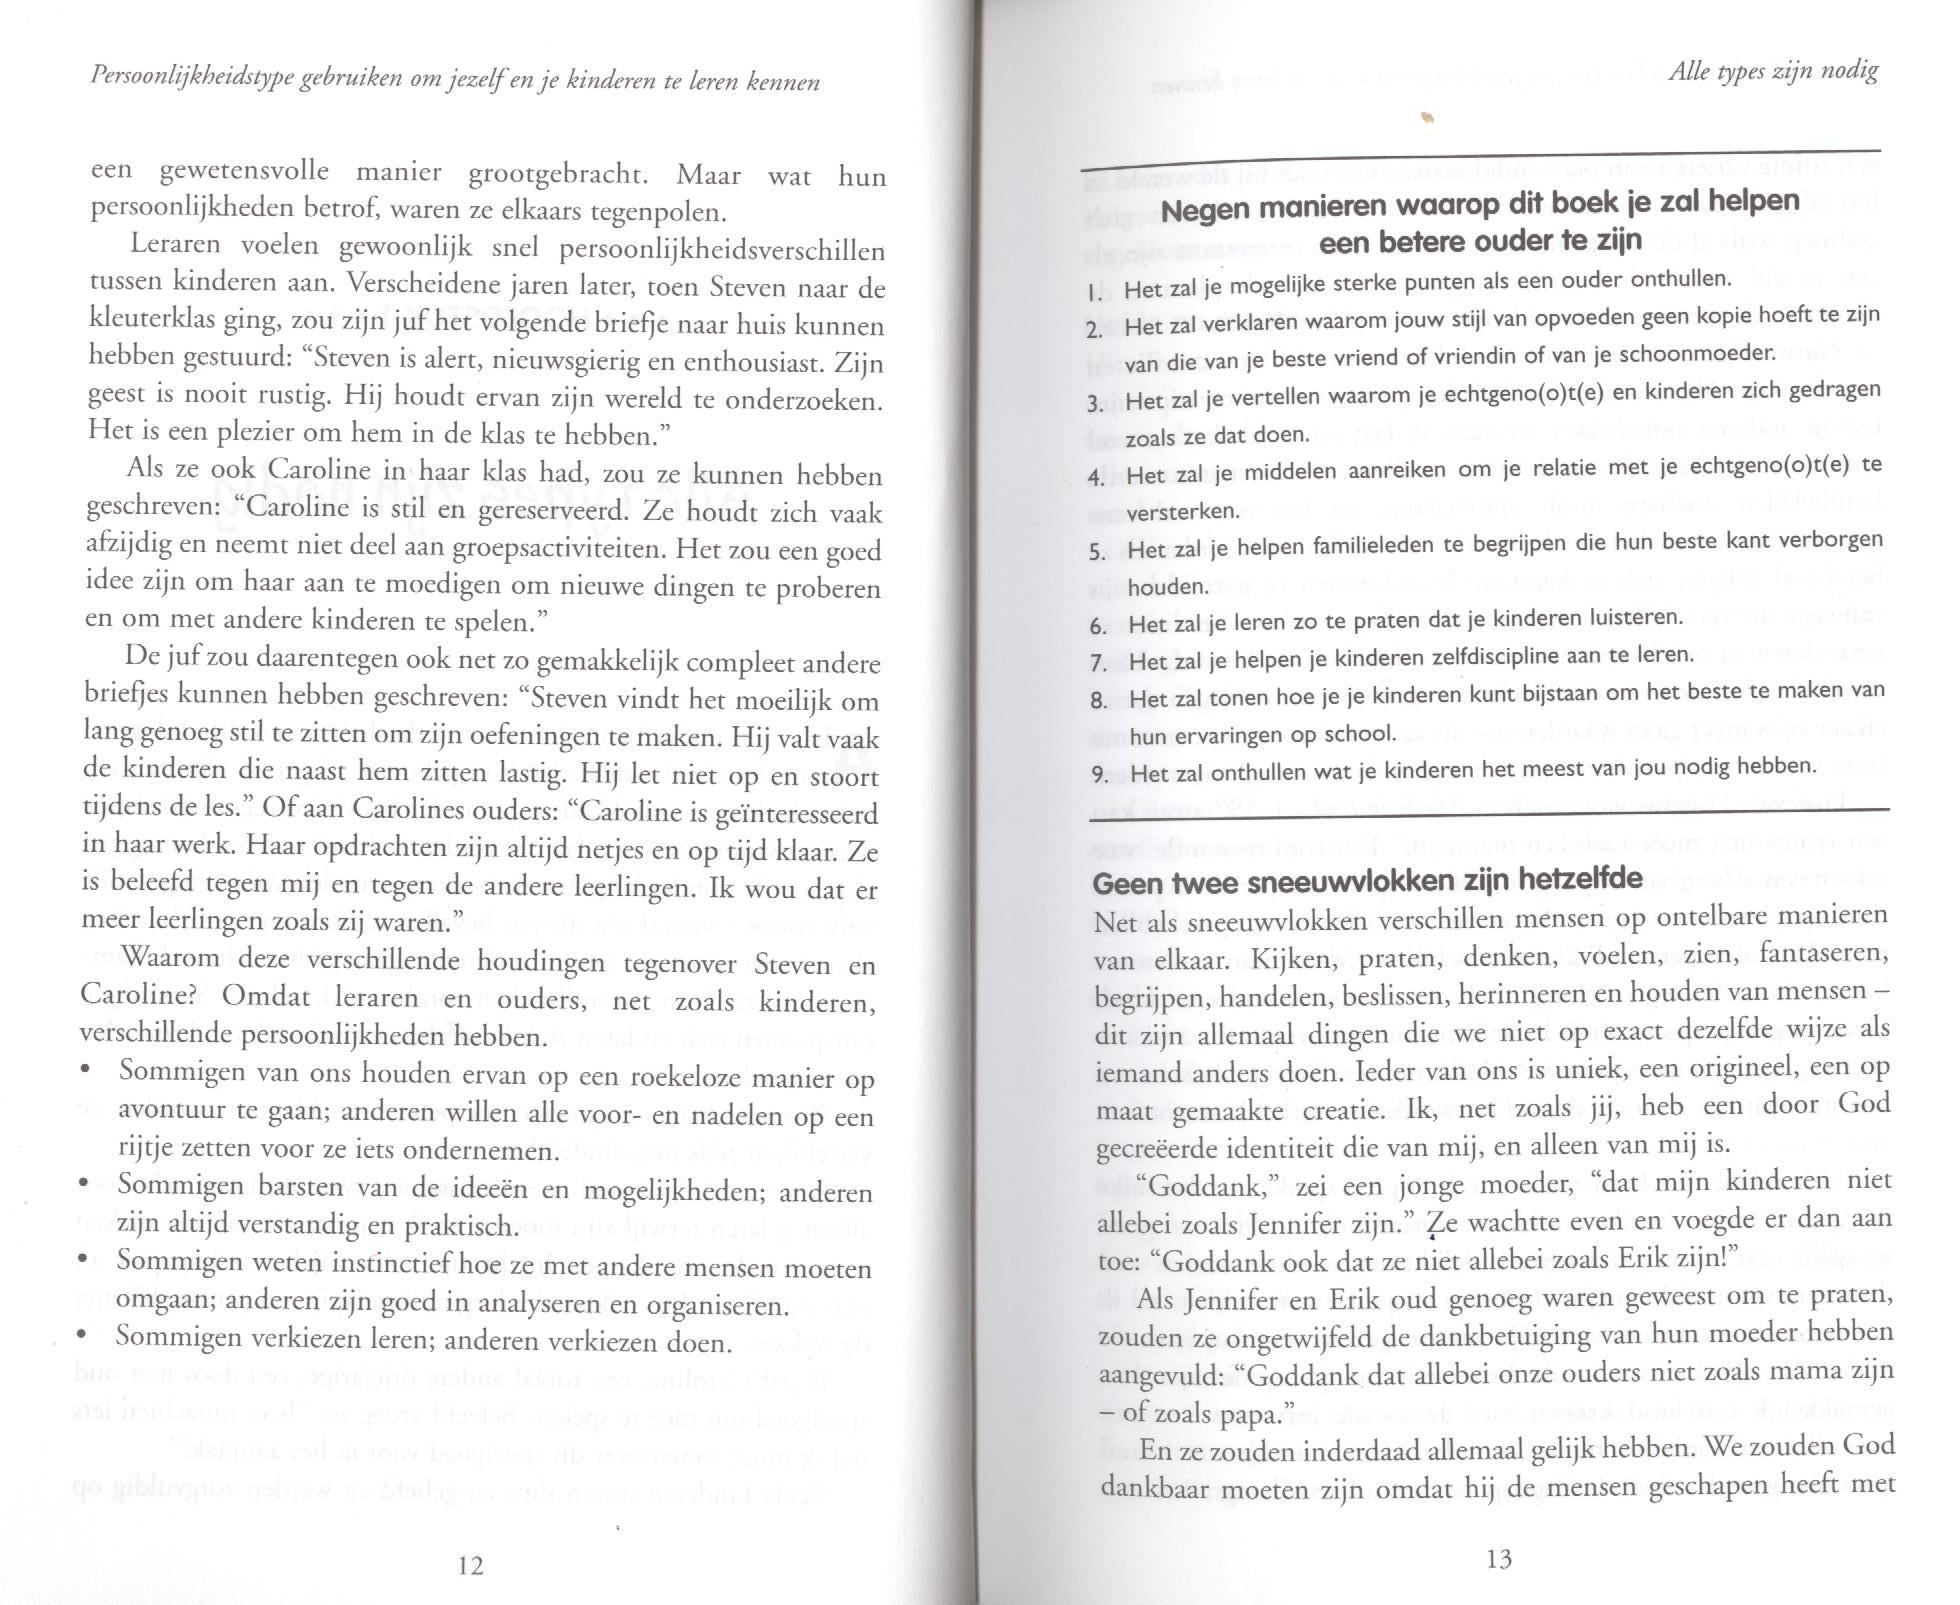 Persoonlijkheidstype gebruiken om jezelf en je kinderen te leren kennen
een gewetensvolle manier grootgebracht. Maar wat hun
persoonlijkheden betrof, waren ze elkaars tegenpolen.
Leraren voelen gewoonlijk snel persoonlijkheidsverschillen
tussen kinderen aan. Verscheidene jaren later, toen Steven naar de
kleuterklas ging, zou zijn juf het volgende briefje naar huis kunnen
hebben gestuurd: “Steven is alert, nieuwsgierig en enthousiast. Zijn
geest is nooit rustig. Hij houdt ervan zijn wereld te onderzoeken.
Het is een plezier om hem in de klas te hebben.”
Als ze ook Caroline in haar klas had, zou ze kunnen hebben
geschreven: “Caroline is stil en gereserveerd. Ze houdt zich vaak
afzijdig en neemt niet deel aan groepsactiviteiten. Het zou een goed
idee zijn om haar aan te moedigen om nieuwe dingen te proberen
en om met andere kinderen te spelen.”
De juf zou daarentegen ook net zo gemakkelijk compleet andere
briefjes kunnen hebben geschreven: “Steven vindt het moeilijk om
lang genoeg stil te zitten om zijn oefeningen te maken. Hij valt vaak
de kinderen die naast hem zitten lastig. Hij let niet op en stoort
tijdens de les.” Of aan Carolines ouders: “Caroline is geïnteresseerd
in haar werk. Haar opdrachten zijn altijd netjes en op tijd klaar. Ze
is beleefd tegen mij en tegen de andere leerlingen. Ik wou dat er
meer leerlingen zoals zij waren.”
Waarom deze verschillende houdingen tegenover Steven en
Caroline? Omdat leraren en ouders, net zoals kinderen,
verschillende persoonlijkheden hebben.
• Sommigen van ons houden ervan op een roekeloze manier op
avontuur te gaan; anderen willen alle voor- en nadelen op een
rijtje zetten voor ze iets ondernemen.
• Sommigen barsten van de ideeën en mogelijkheden; anderen
zijn altijd verstandig en praktisch.
• Sommigen weten instinctief hoe ze met andere mensen moeten
omgaan; anderen zijn goed in analyseren en organiseren.
• Sommigen verkiezen leren; anderen verkiezen doen.
12
Alle types zijn nodig
Negen manieren waarop dit boek je zal helpen
een betere ouder te zijn
1. Het zal je mogelijke sterke punten als een ouder onthullen.
2. Het zal verklaren waarom jouw stijl van opvoeden geen kopie hoeft te zijn
van die van je beste vriend of vriendin of van je schoonmoeder.
3. Het zal je vertellen waarom je echtgeno(o)t(e) en kinderen zich gedragen
zoals ze dat doen.
4. Het zal je middelen aanreiken om je relatie met je echtgeno(o)t(e) te
versterken.
5. Het zal je helpen familieleden te begrijpen die hun beste kant verborgen
houden.
6. Het zal je leren zo te praten dat je kinderen luisteren.
7. Het zal je helpen je kinderen zelfdiscipline aan te leren.
8. Het zal tonen hoe je je kinderen kunt bijstaan om het beste te maken van
hun ervaringen op school.
9. Het zal onthullen wat je kinderen het meest van jou nodig hebben.
Geen twee sneeuwvlokken zijn hetzelfde
Net als sneeuwvlokken verschillen mensen op ontelbare manieren
van elkaar. Kijken, praten, denken, voelen, zien, fantaseren,
begrijpen, handelen, beslissen, herinneren en houden van mensen –
dit zijn allemaal dingen die we niet op exact dezelfde wijze als
iemand anders doen. Ieder van ons is uniek, een origineel, een op
maat gemaakte creatie. Ik, net zoals jij, heb een door God
gecreëerde identiteit die van mij, en alleen van mij is.
“Goddank,” zei een jonge moeder, “dat mijn kinderen niet
allebei zoals Jennifer zijn.” Ze wachtte even en voegde er dan aan
toe: “Goddank ook dat ze niet allebei zoals Erik zijn!”
Als Jennifer en Erik oud genoeg waren geweest om te praten,
zouden ze ongetwijfeld de dankbetuiging van hun moeder hebben
aangevuld: “Goddank dat allebei onze ouders niet zoals mama zijn
– of zoals papa.”
En ze zouden inderdaad allemaal gelijk hebben. We zouden God
dankbaar moeten zijn omdat hij de mensen geschapen heeft met
13